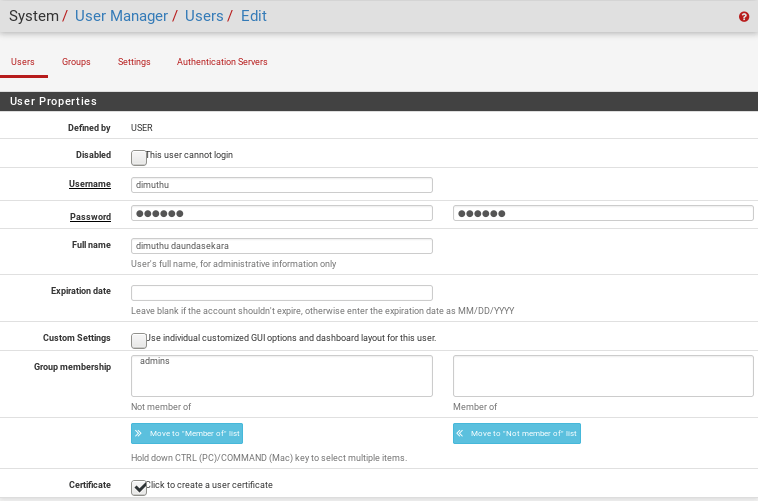 System / User Manager / Users / Edit
Users Groups Settings Authentication Servers
User Properties
Defined by USER
Disabled This user cannot login
Username dimuthu
Password ●●●●●● ●●●●●●
Full name dimuthu daundasekara
User's full name, for administrative information only
Expiration date
Leave blank if the account shouldn't expire, otherwise enter the expiration date as MM/DD/YYYY
Custom Settings Use individual customized GUI options and dashboard layout for this user.
Group membership admins
Not member of Member of
Move to "Member of" list Move to "Not member of" list
Hold down CTRL (PC)/COMMAND (Mac) key to select multiple items.
Certificate Click to create a user certificate